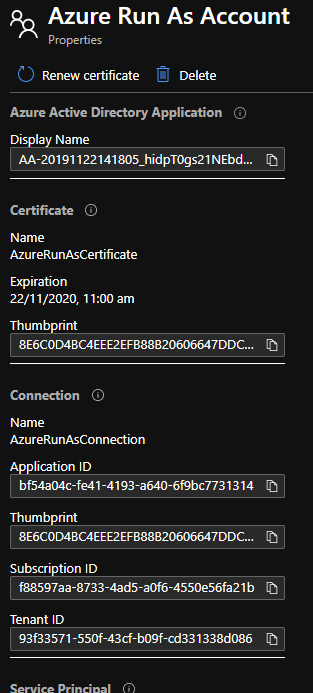 Azure Run As Account
Properties
Renew certificate
Delete
Azure Active Directory Application
Display Name
AA-20191122141805_hidpT0gs21NEbd...
Certificate
Name
AzureRunAsCertificate
Expiration
22/11/2020, 11:00 am
Thumbprint
8E6C0D4BC4EEE2EFB88B20606647DDC...
Connection
Name
AzureRunAsConnection
Application ID
bf54a04c-fe41-4193-a640-6f9bc7731314
Thumbprint
8E6C0D4BC4EEE2EFB88B20606647DDC...
Subscription ID
f88597aa-8733-4ad5-a0f6-4550e56fa21b
Tenant ID
93f33571-550f-43cf-b09f-cd331338d086
Service Principal